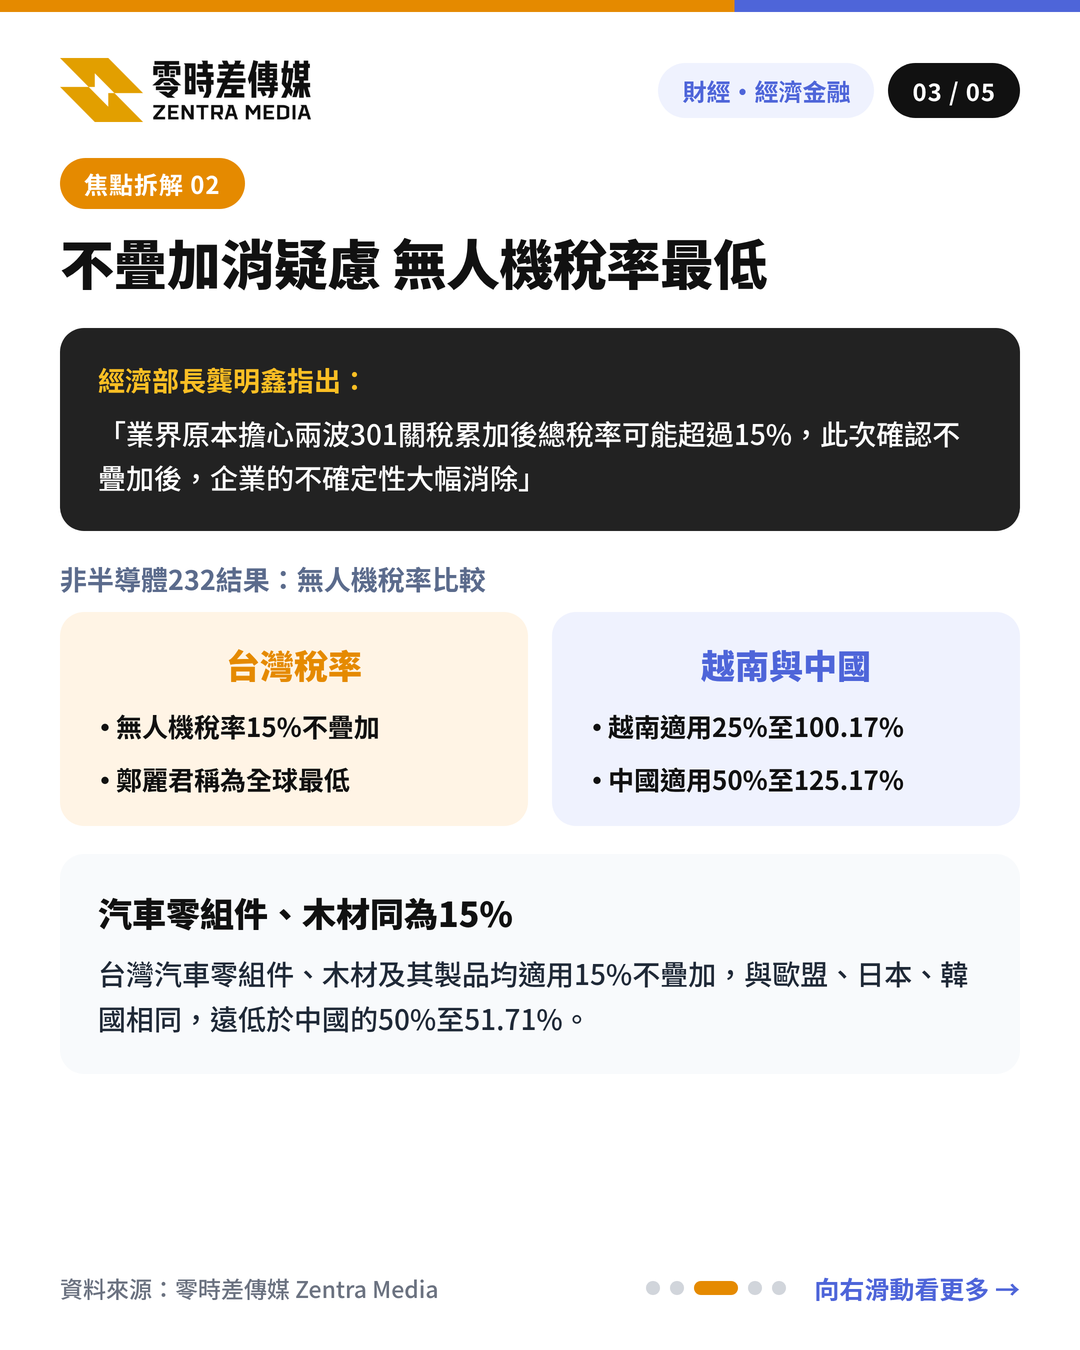 零時差傳媒
ZENTRA MEDIA
財經・經濟金融
03 / 05
焦點拆解 02
不疊加消疑慮 無人機稅率最低
經濟部長龔明鑫指出：
「業界原本擔心兩波301關稅累加後總稅率可能超過15%，此次確認不
疊加後，企業的不確定性大幅消除」
非半導體232結果：無人機稅率比較
台灣稅率
• 無人機稅率15%不疊加
• 鄭麗君稱為全球最低
越南與中國
• 越南適用25%至100.17%
• 中國適用50%至125.17%
汽車零組件、木材同為15%
台灣汽車零組件、木材及其製品均適用15%不疊加，與歐盟、日本、韓
國相同，遠低於中國的50%至51.71%。
資料來源：零時差傳媒 Zentra Media
向右滑動看更多 →